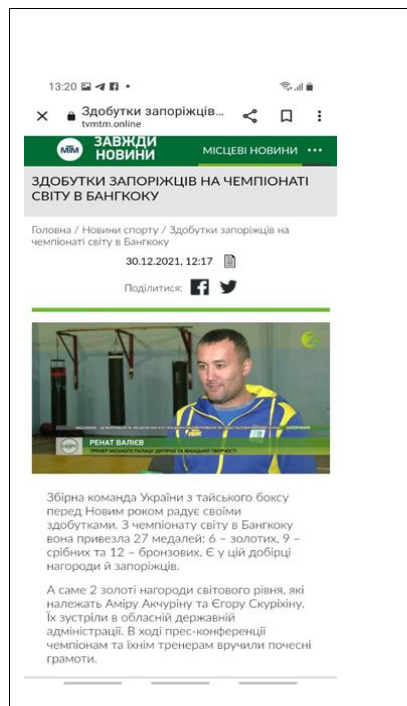 13:20
Здобутки запоріжців...
tvmtm.online
МТМ
ЗАВЖДИ
НОВИНИ
МІСЦЕВІ НОВИНИ
ЗДОБУТКИ ЗАПОРІЖЦІВ НА ЧЕМПІОНАТІ
СВІТУ В БАНГКОКУ
Головна / Новини спорту / Здобутки запоріжців на
чемпіонаті світу в Бангкоку
30.12.2021, 12:17
Поділитися:
РЕНАТ ВАЛІЄВ
ТРЕНЕР МІСЬКОГО ПАЛАЦУ ДИТЯЧОЇ ТА ЮНАЦЬКОЇ ТВОРЧОСТІ
Збірна команда України з тайського боксу
перед Новим роком радує своїми
здобутками. З чемпіонату світу в Бангкоку
вона привезла 27 медалей: 6 – золотих, 9 –
срібних та 12 – бронзових. Є у цій добірці
нагороди й запоріжців.
А саме 2 золоті нагороди світового рівня, які
належать Аміру Акчуріну та Єгору Скуріхіну.
Їх зустріли в обласній державній
адміністрації. В ході прес-конференції
чемпіонам та їхнім тренерам вручили почесні
грамоти.